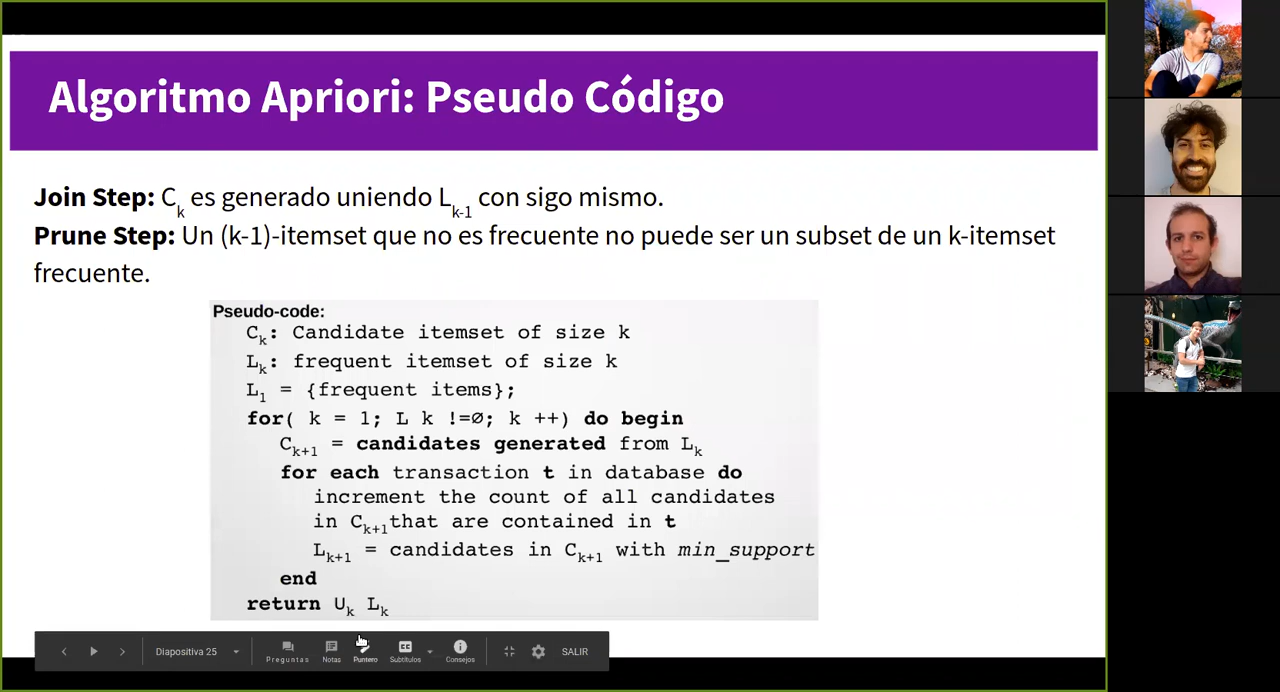 Algoritmo Apriori: Pseudo Código
Join Step: Ck es generado uniendo Lk-1 con sigo mismo.
Prune Step: Un (k-1)-itemset que no es frecuente no puede ser un subset de un k-itemset
frecuente.
Pseudo-code:
Ck: Candidate itemset of size k
Lk: frequent itemset of size k
L1 = {frequent items};
for( k = 1; L k !=∅; k ++) do begin
Ck+1 = candidates generated from Lk
for each transaction t in database do
increment the count of all candidates
in Ck+1that are contained in t
Lk+1 = candidates in Ck+1 with min_support
end
return Uk Lk
Diapositiva 25
Preguntas
Notas
Puntero
Subtítulos
Consejos
SALIR